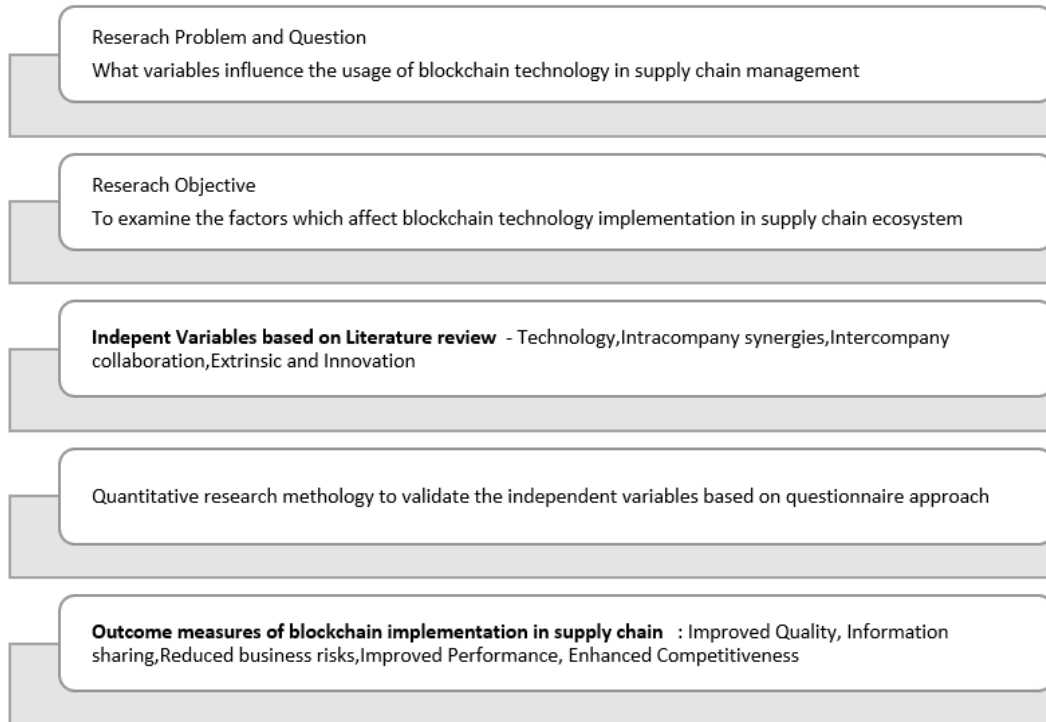 Reserach Problem and Question
What variables influence the usage of blockchain technology in supply chain management
Reserach Objective
To examine the factors which affect blockchain technology implementation in supply chain ecosystem
Indepent Variables based on Literature review - Technology,Intracompany synergies,Intercompany
collaboration,Extrinsic and Innovation
Quantitative research methology to validate the independent variables based on questionnaire approach
Outcome measures of blockchain implementation in supply chain : Improved Quality, Information
sharing,Reduced business risks,Improved Performance, Enhanced Competitiveness